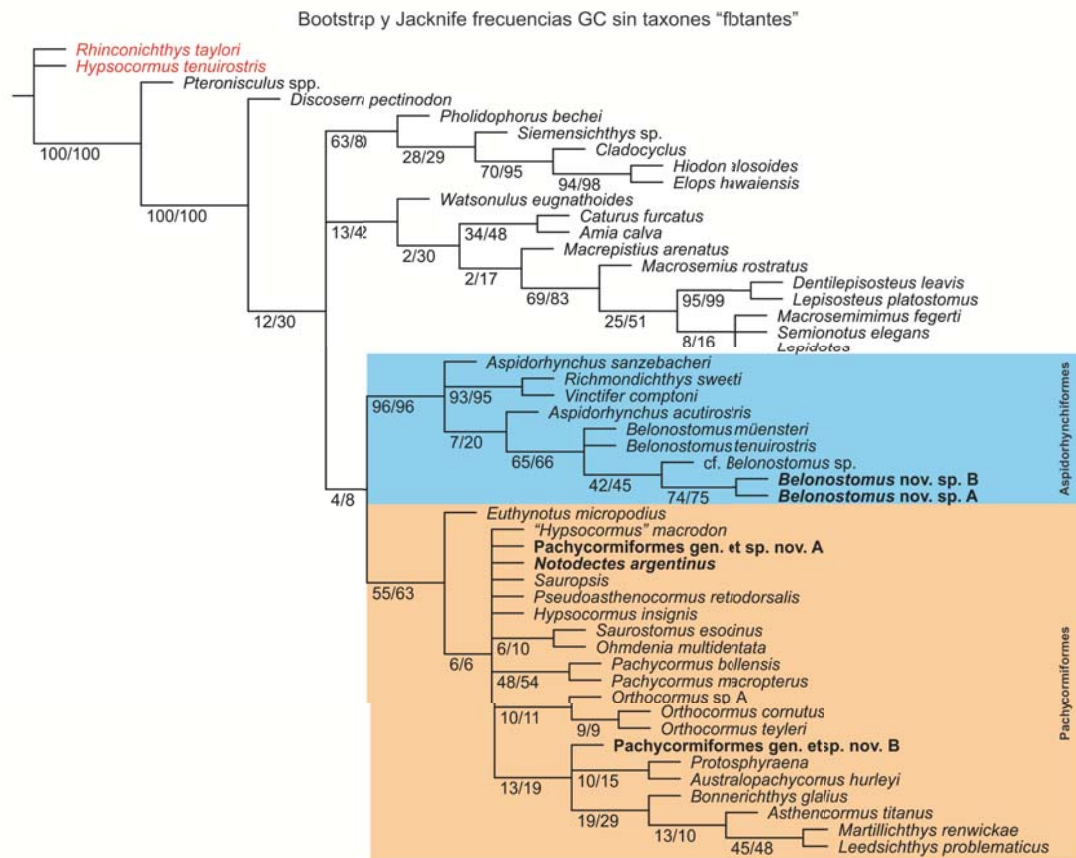 Bootstrap y Jacknife frecuencias GC sin taxones “flotantes”
Rhinconichthys taylori
Hypsocormus tenuirostris
Pteronisculus spp.
100/100
Discoserra pectinodon
100/100
Pholidophorus bechei
63/8
Siemensichthys sp.
28/29
Cladocyclus
70/95
Hiodon alosoides
94/98
Elops hawaiensis
Watsonulus eugnathoides
13/42
Caturus furcatus
34/48
Amia calva
2/30
Macrepistius arenatus
2/17
Macrosemius rostratus
69/83
Dentilepisosteus leavis
95/99
Lepisosteus platostomus
25/51
Macrosemimimus fegerti
12/30
Semionotus elegans
8/16
Lepidotes
Aspidorhynchus sanzebacheri
Richmondichthys sweeti
93/95
Vinctifer comptoni
96/96
Aspidorhynchus acutirostris
7/20
Belonostomus müensteri
Belonostomus tenuirostris
65/66
cf. Belonostomus sp.
42/45
Belonostomus nov. sp. B
74/75
Belonostomus nov. sp. A
Aspidorhynchiformes
4/8
Euthynotus micropodius
“Hypsocormus” macrodon
Pachycormiformes gen. et sp. nov. A
Notodectes argentinus
Sauropsis
55/63
Pseudoasthenocormus retrodorsalis
Hypsocormus insignis
Saurostomus esocinus
6/10
Ohmdenia multidentata
6/6
Pachycormus bollensis
48/54
Pachycormus macropterus
Orthocormus sp A
10/11
Orthocormus cornutus
9/9
Orthocormus teyleri
Pachycormiformes gen. et sp. nov. B
Protosphyraena
13/19
10/15
Australopachycormus hurleyi
Bonnerichthys gladius
19/29
Asthencormus titanus
13/10
Martillichthys renwickae
45/48
Leedsichthys problematicus
Pachycormiformes